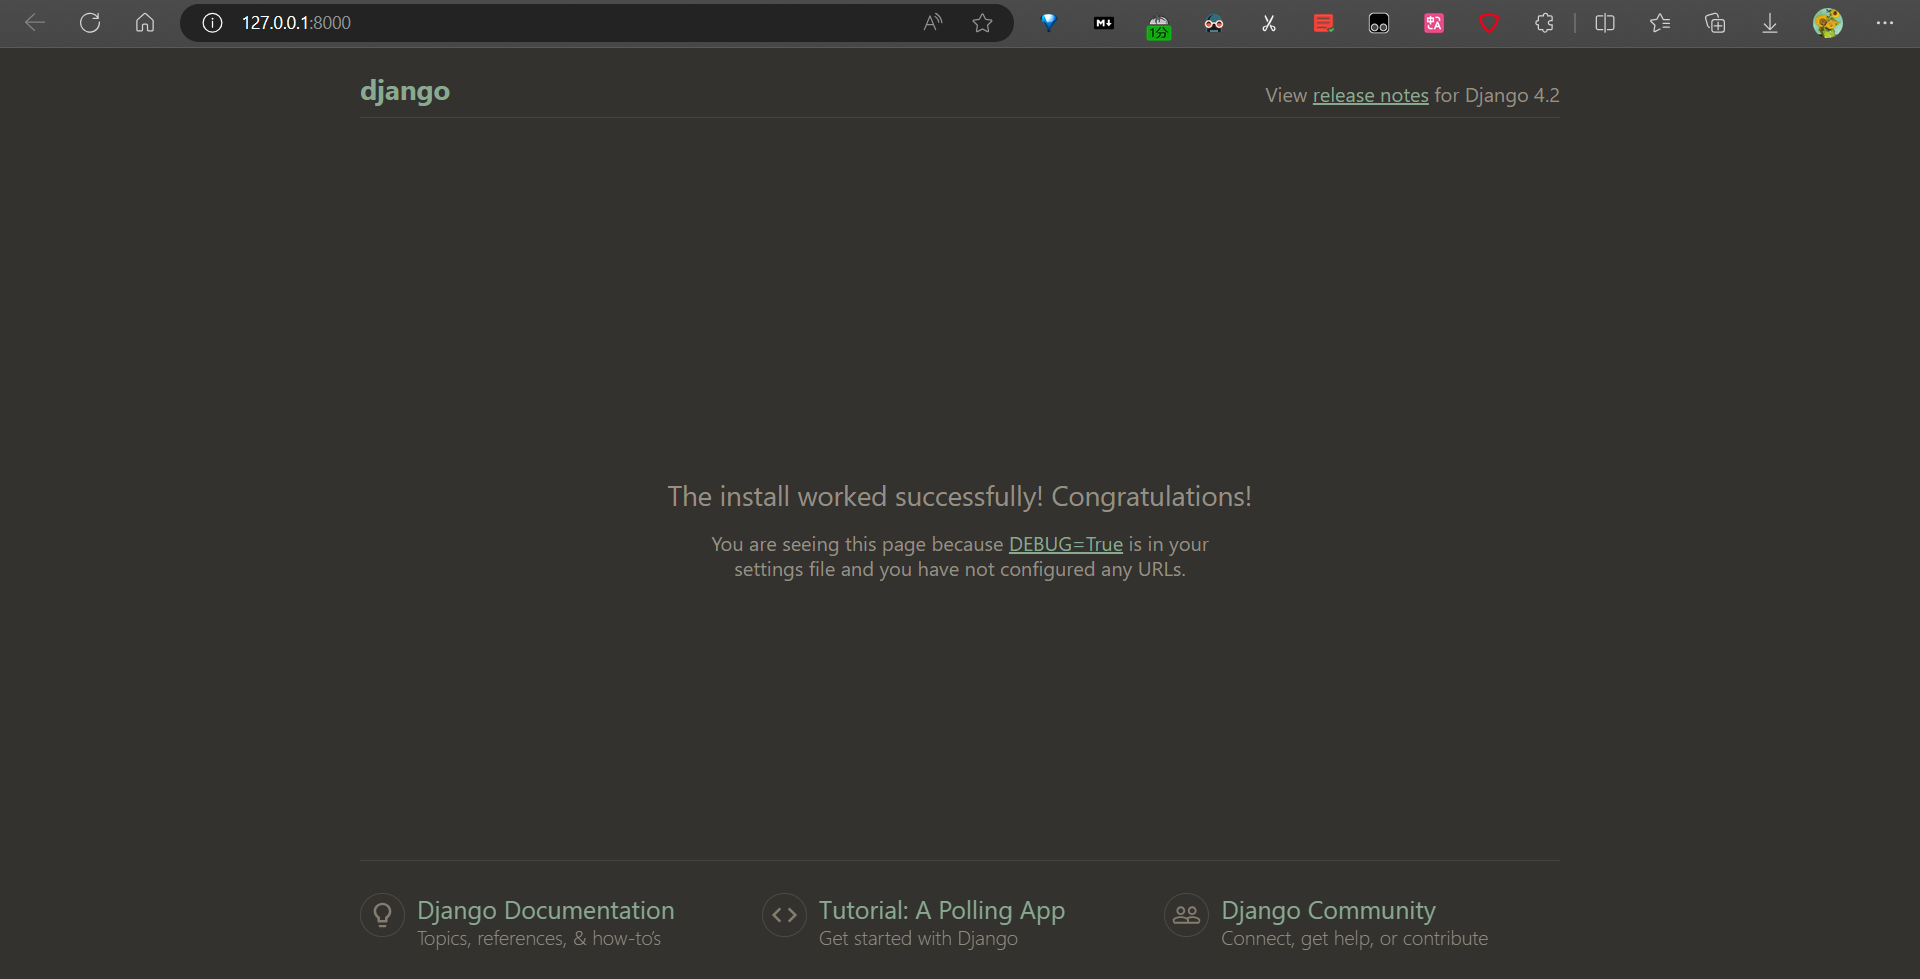 127.0.0.1:8000
A
M
1分
中
A
django
View release notes for Django 4.2
The install worked successfully! Congratulations!
You are seeing this page because DEBUG=True is in your
settings file and you have not configured any URLs.
Django Documentation
Topics, references, & how-to’s
Tutorial: A Polling App
Get started with Django
Django Community
Connect, get help, or contribute